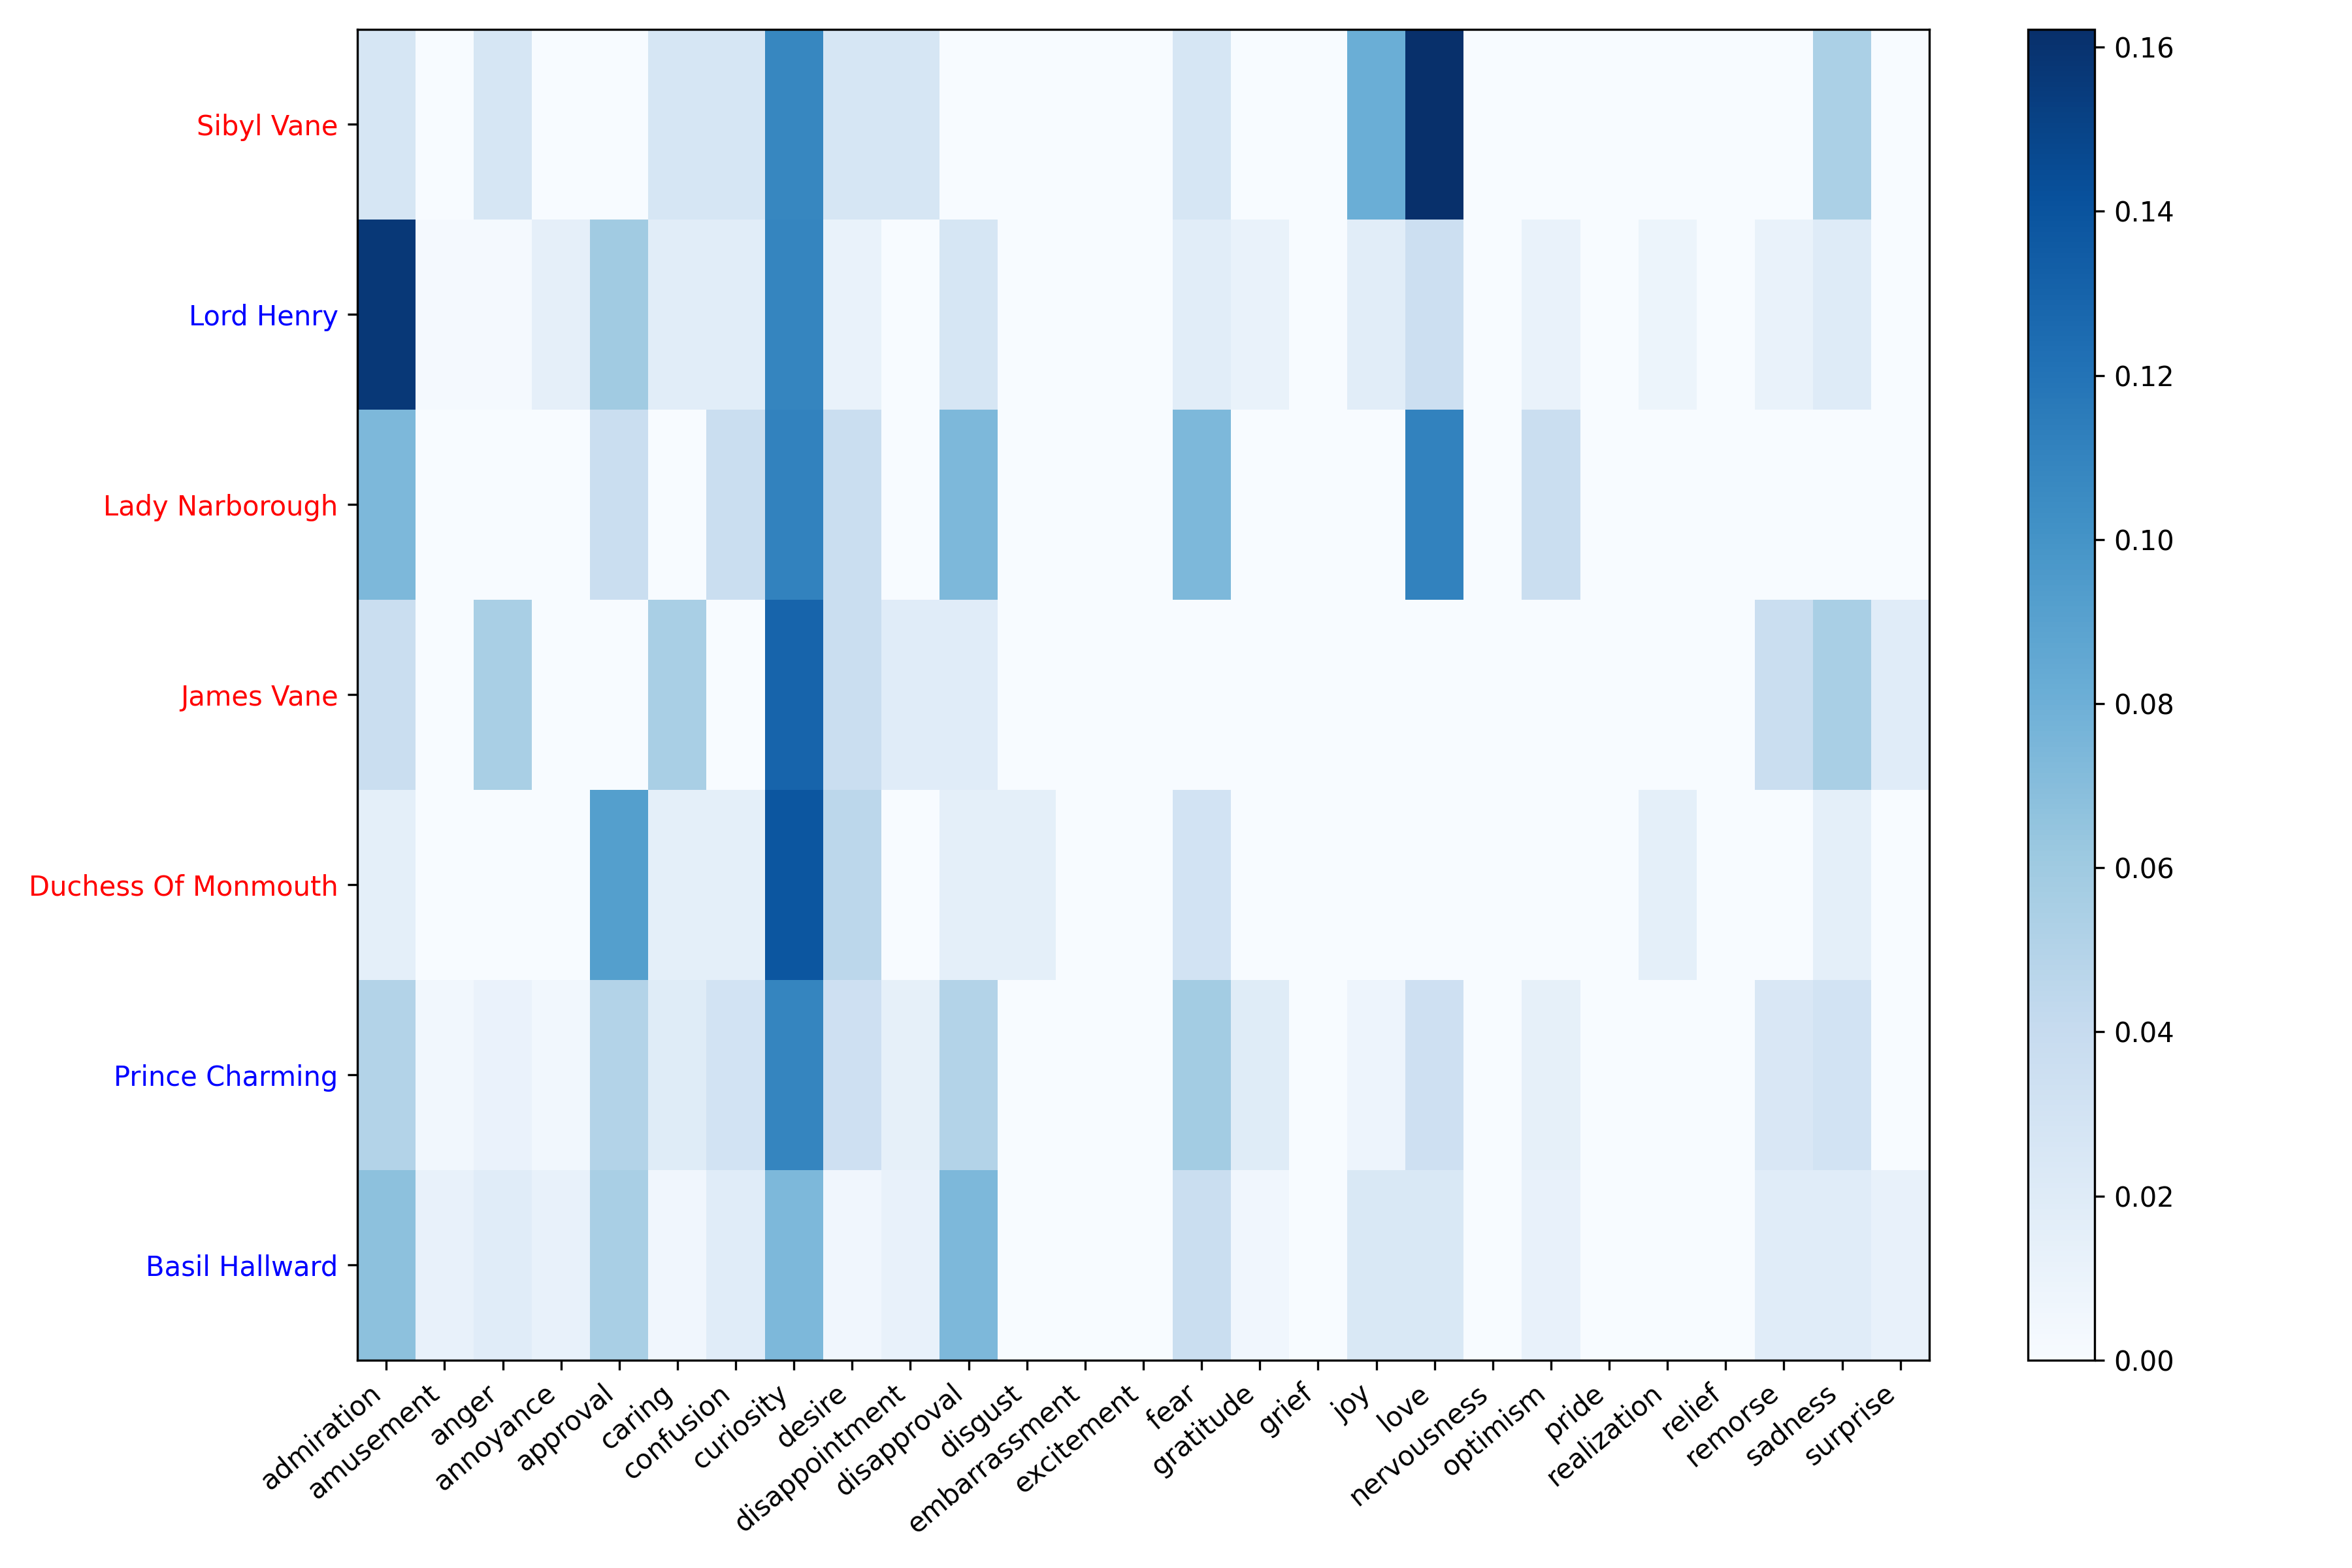 Sibyl Vane
Lord Henry
Lady Narborough
James Vane
Duchess Of Monmouth
Prince Charming
Basil Hallward
admiration
amusement
anger
annoyance
approval
caring
confusion
curiosity
desire
disappointment
disapproval
disgust
embarrassment
excitement
fear
gratitude
grief
joy
love
nervousness
optimism
pride
realization
relief
remorse
sadness
surprise
0.16
0.14
0.12
0.10
0.08
0.06
0.04
0.02
0.00